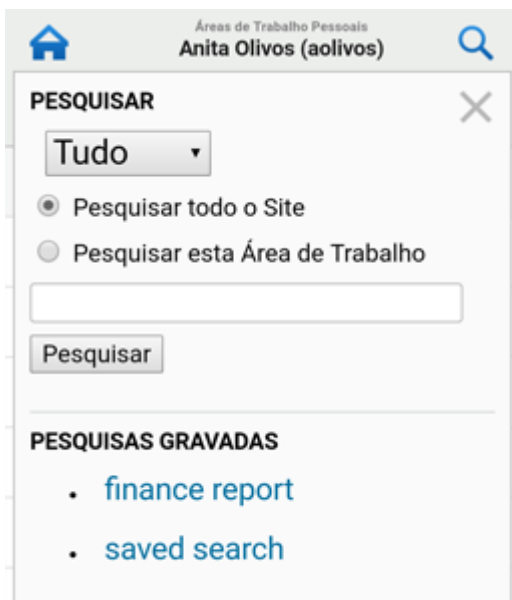 Áreas de Trabalho Pessoais
Anita Olivos (aolivos)
PESQUISAR
Tudo
Pesquisar todo o Site
Pesquisar esta Área de Trabalho
Pesquisar
PESQUISAS GRAVADAS
finance report
saved search